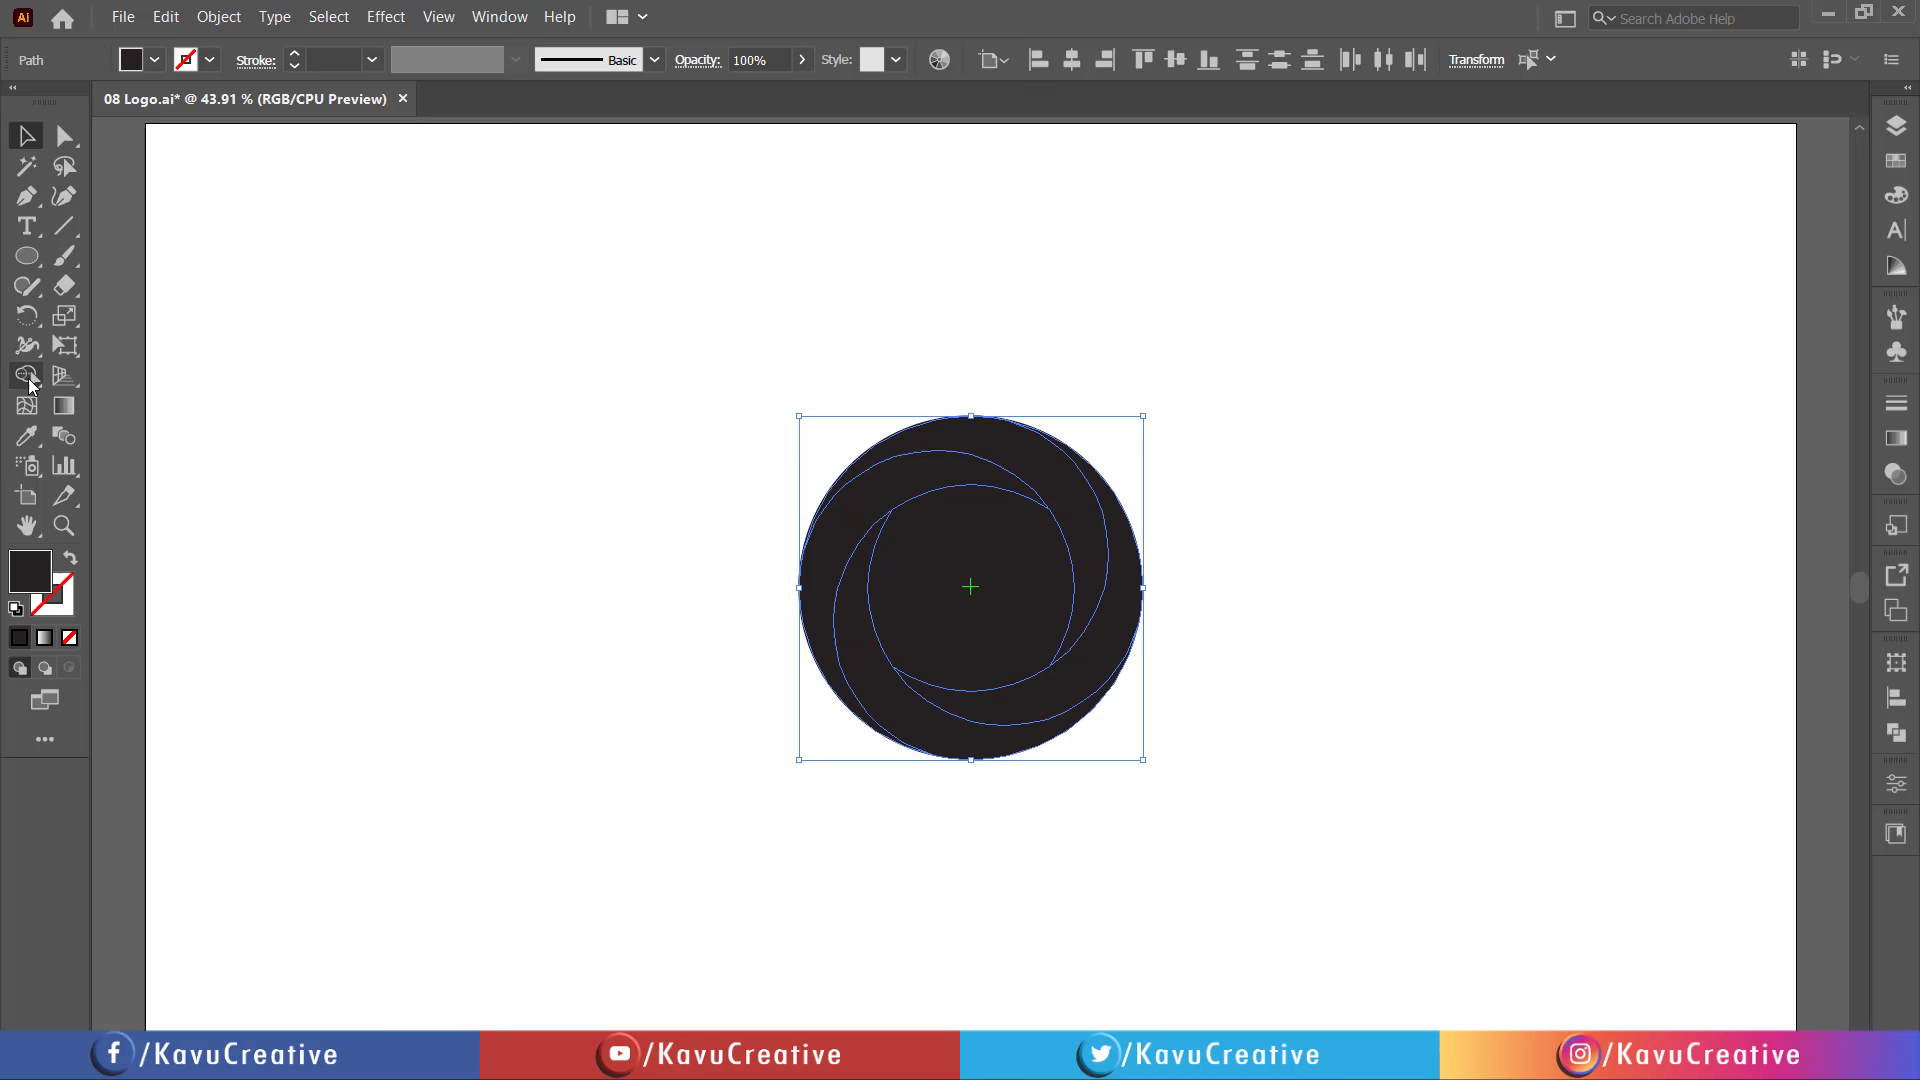 Ai File Edit Object Type Select Effect View Window Help Search Adobe Help
Path Stroke: Basic Opacity: 100% Style: Transform
08 Logo.ai* @ 43.91 % (RGB/CPU Preview)
/KavuCreative /KavuCreative /KavuCreative /KavuCreative